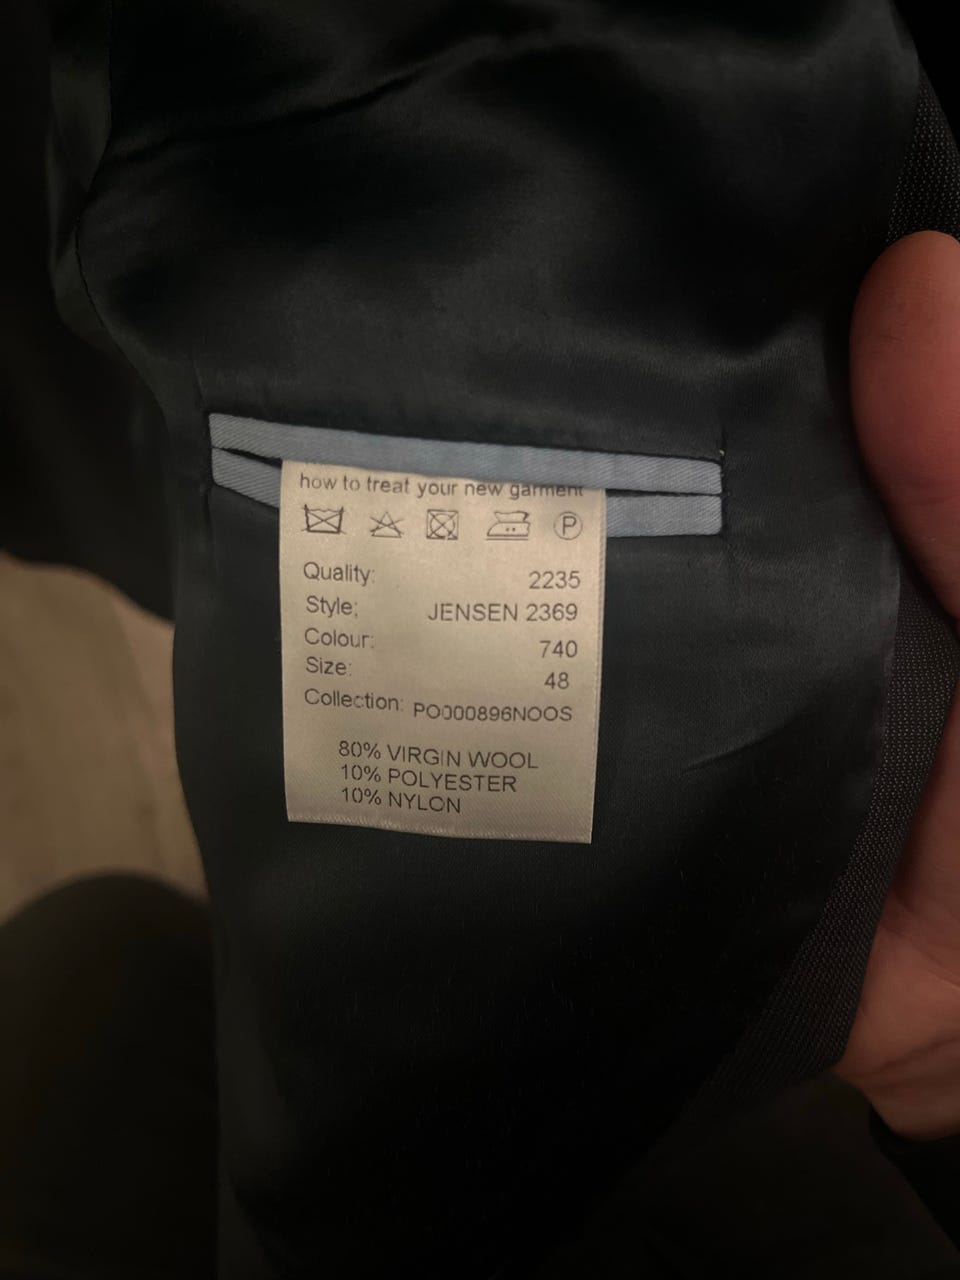 how to treat your new garment
P
Quality: 2235
Style: JENSEN 2369
Colour: 740
Size: 48
Collection: PO000896NOOS
80% VIRGIN WOOL
10% POLYESTER
10% NYLON